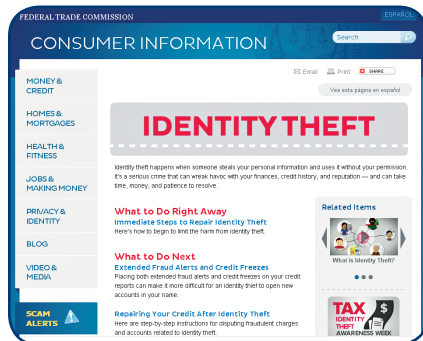 FEDERAL TRADE COMMISSION
ESPAÑOL
CONSUMER INFORMATION
Search
Email Print SHARE
Vea esta página en español
MONEY &
CREDIT
HOMES &
MORTGAGES
HEALTH &
FITNESS
JOBS &
MAKING MONEY
PRIVACY &
IDENTITY
BLOG
VIDEO &
MEDIA
SCAM
ALERTS
IDENTITY THEFT
Identity theft happens when someone steals your personal information and uses it without your permission.
It's a serious crime that can wreak havoc with your finances, credit history, and reputation — and can take
time, money, and patience to resolve.
What to Do Right Away
Immediate Steps to Repair Identity Theft
Here's how to begin to limit the harm from identity theft.
What to Do Next
Extended Fraud Alerts and Credit Freezes
Placing both extended fraud alerts and credit freezes on your credit
reports can make it more difficult for an identity thief to open new
accounts in your name.
Repairing Your Credit After Identity Theft
Here are step-by-step instructions for disputing fraudulent charges
and accounts related to identity theft.
Related Items
What is Identity Theft?
TAX
IDENTITY
THEFT
AWARENESS WEEK
$